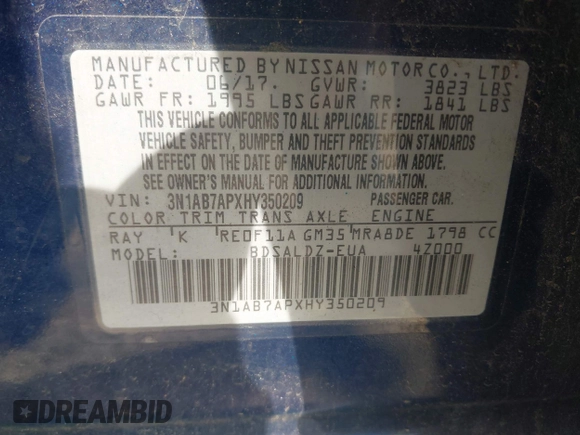 MANUFACTURED BY NISSAN MOTOR CO., LTD.
DATE: 06/17. GVWR: 3823 LBS
GAWR FR: 1995 LBS GAWR RR: 1841 LBS
THIS VEHICLE CONFORMS TO ALL APPLICABLE FEDERAL MOTOR
VEHICLE SAFETY, BUMPER AND THEFT PREVENTION STANDARDS
IN EFFECT ON THE DATE OF MANUFACTURE SHOWN ABOVE.
SEE OWNER'S MANUAL FOR ADDITIONAL INFORMATION.
VIN: 3N1AB7APXHY350209 PASSENGER CAR.
COLOR TRIM TRANS AXLE ENGINE
RAY 'K 'RE0F11A GM35 MRA8DE 1798 CC
MODEL: BDSALDZ-EUA 4Z000
3N1AB7APXHY350209
DREAMBID